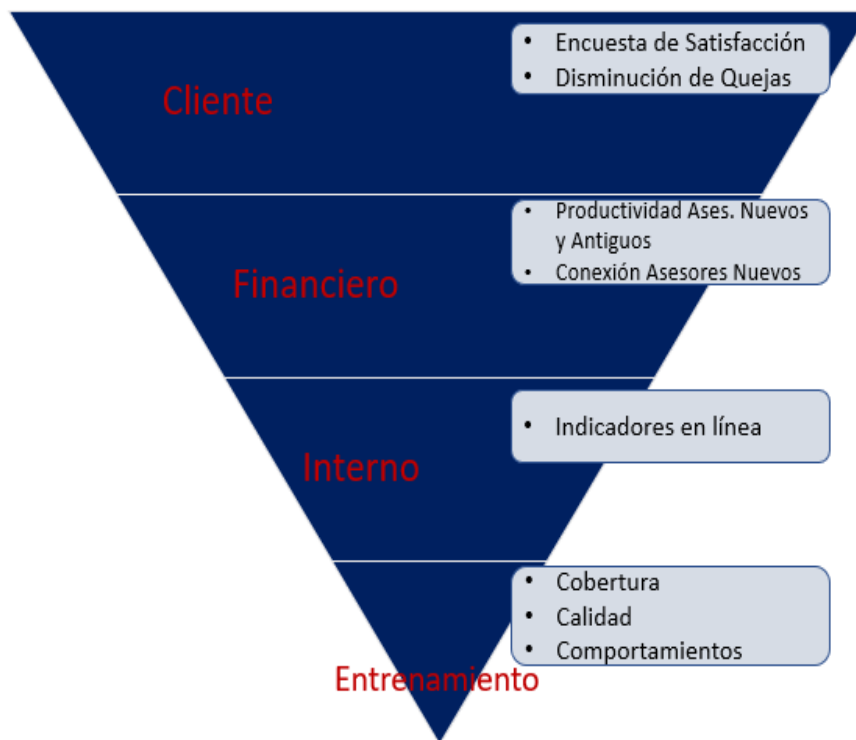 Cliente
• Encuesta de Satisfacción
• Disminución de Quejas
Financiero
• Productividad Ases. Nuevos
y Antiguos
• Conexión Asesores Nuevos
Interno
• Indicadores en línea
Entrenamiento
• Cobertura
• Calidad
• Comportamientos